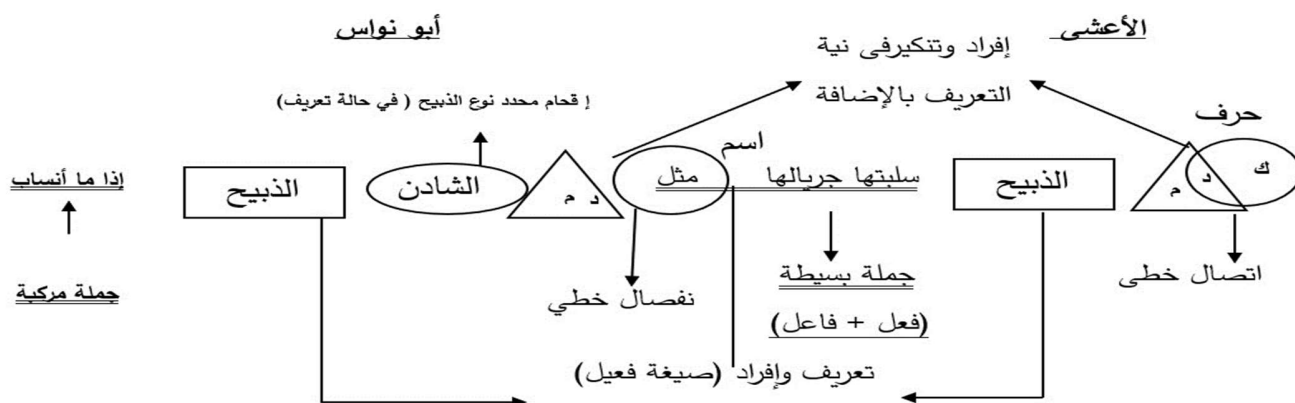 الأعشى
أبو نواس
إفراد وتنكيرفى نية
التعريف بالإضافة
إ قحام محدد نوع الذبيح ( في حالة تعريف)
حرف
اسم
ك
د
م
الذبيح
سلبتها جريالها
مثل
د م
الشادن
الذبيح
إذا ما أنساب
اتصال خطى
جملة بسيطة
(فعل + فاعل)
نفصال خطي
جملة مركبة
تعريف وإفراد (صيغة فعيل)